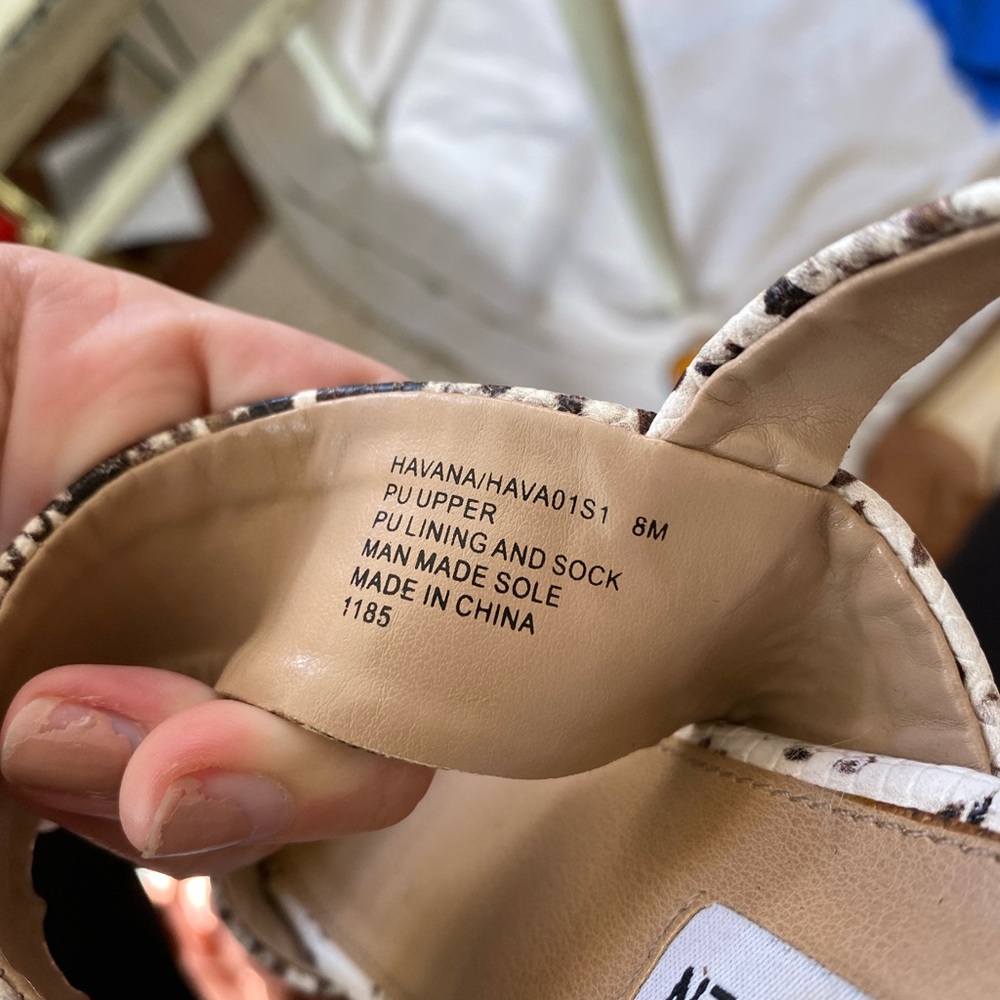 HAVANA/HAVA01S1 8M
PU UPPER
PU LINING AND SOCK
MAN MADE SOLE
MADE IN CHINA
1185